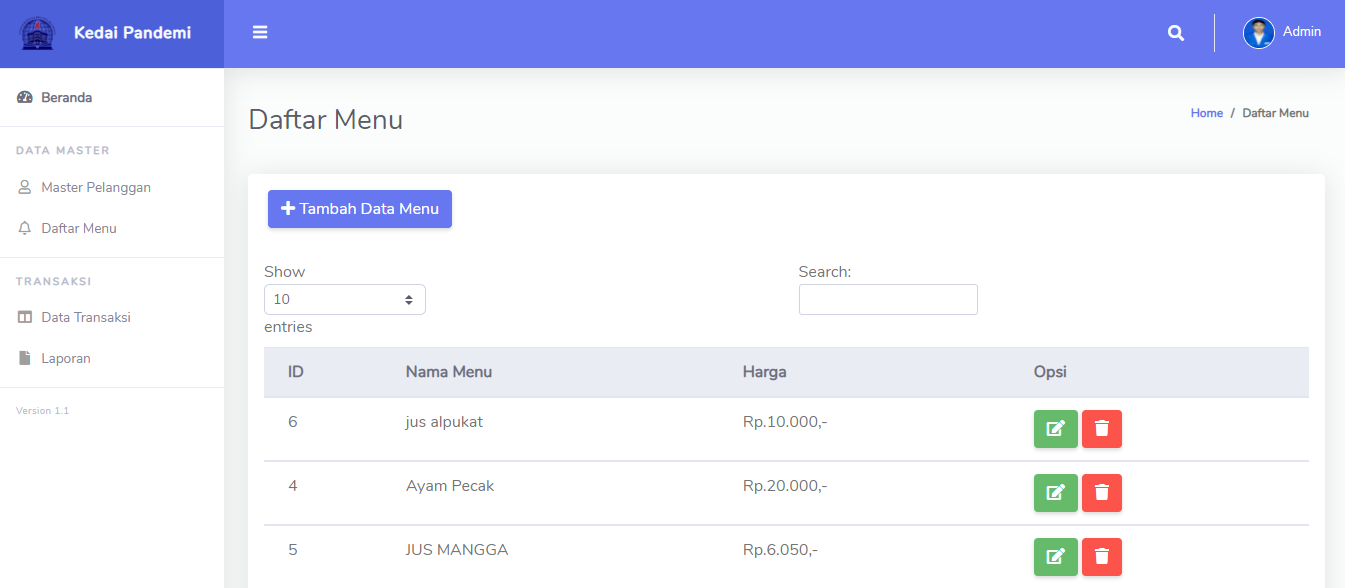 Kedai Pandemi
Admin
Beranda
DATA MASTER
Master Pelanggan
Daftar Menu
TRANSAKSI
Data Transaksi
Laporan
Version 1.1
Daftar Menu
Home / Daftar Menu
Tambah Data Menu
Show
10
entries
Search:
ID Nama Menu Harga Opsi
6 jus alpukat Rp.10.000,-
4 Ayam Pecak Rp.20.000,-
5 JUS MANGGA Rp.6.050,-